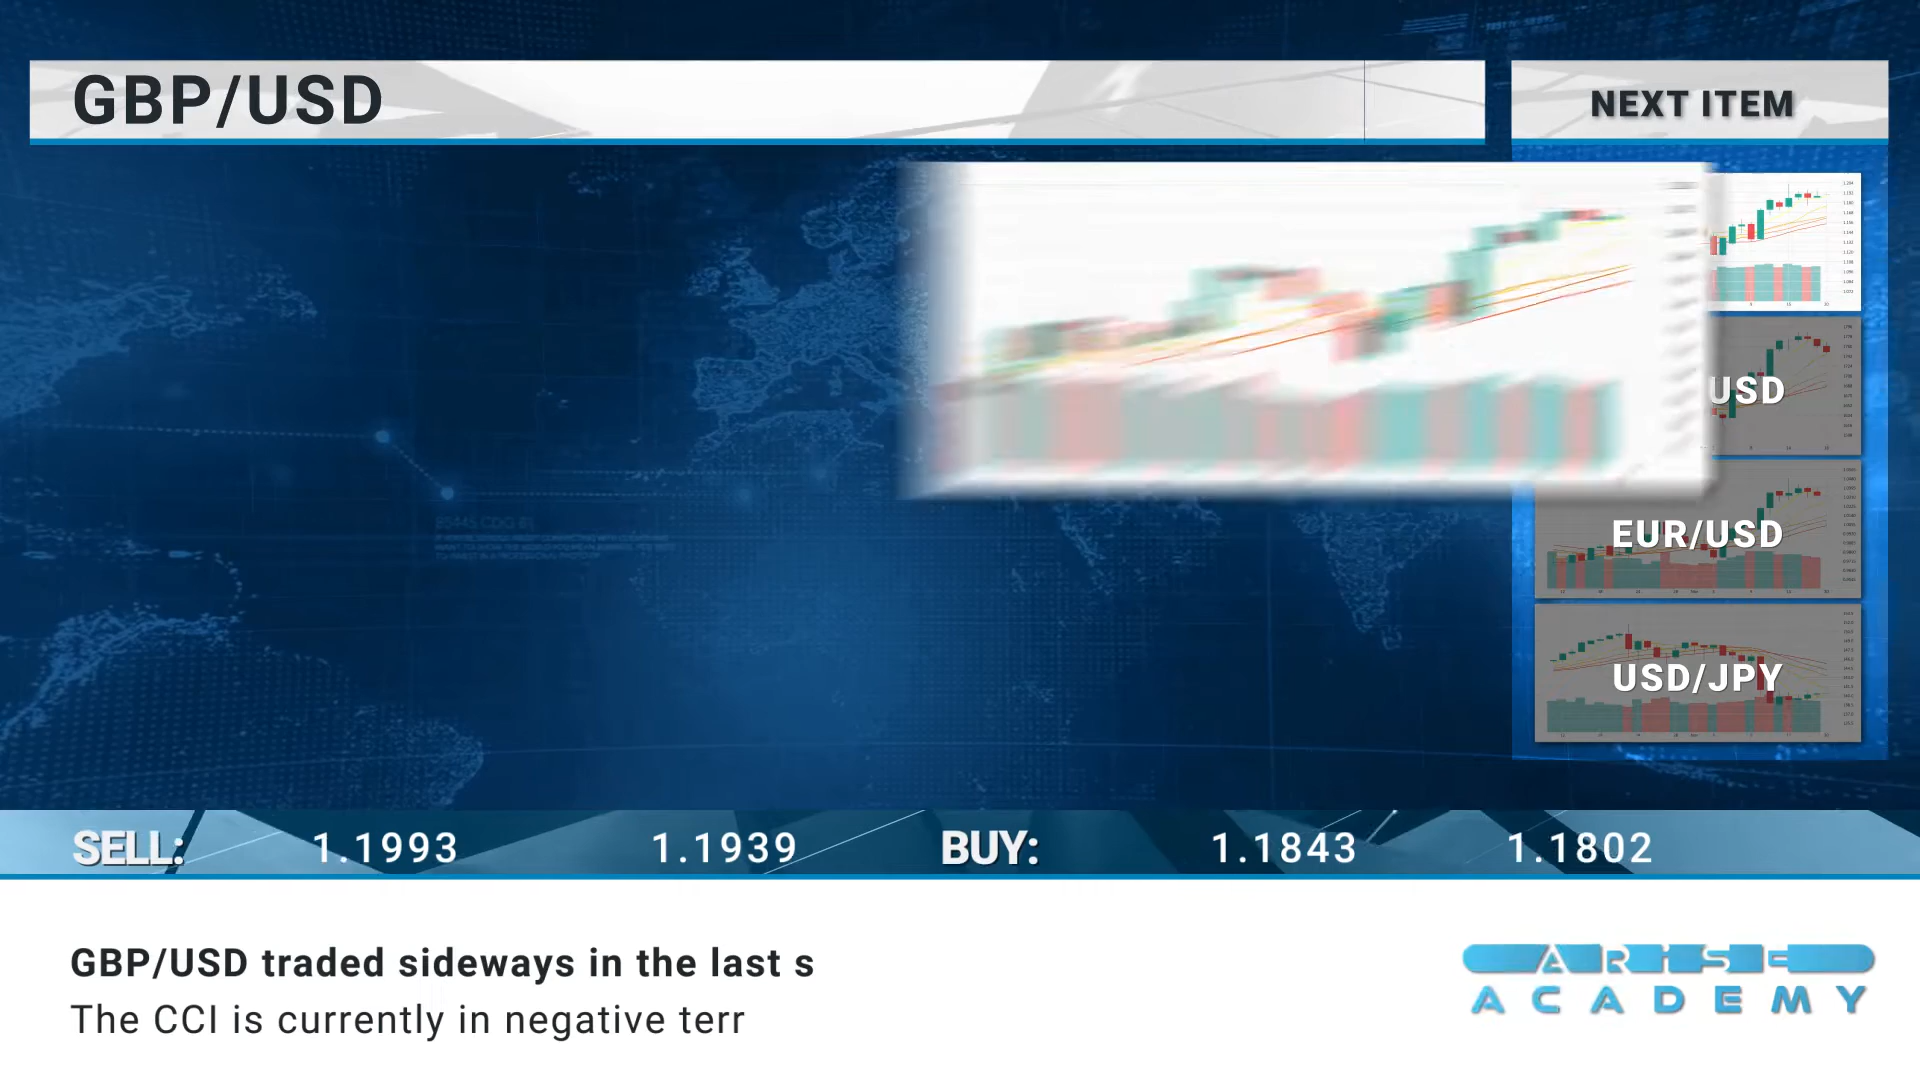 GBP/USD
NEXT ITEM
USD
EUR/USD
USD/JPY
SELL: 1.1993 1.1939 BUY: 1.1843 1.1802
GBP/USD traded sideways in the last s
The CCI is currently in negative terr
ARISE
ACADEMY